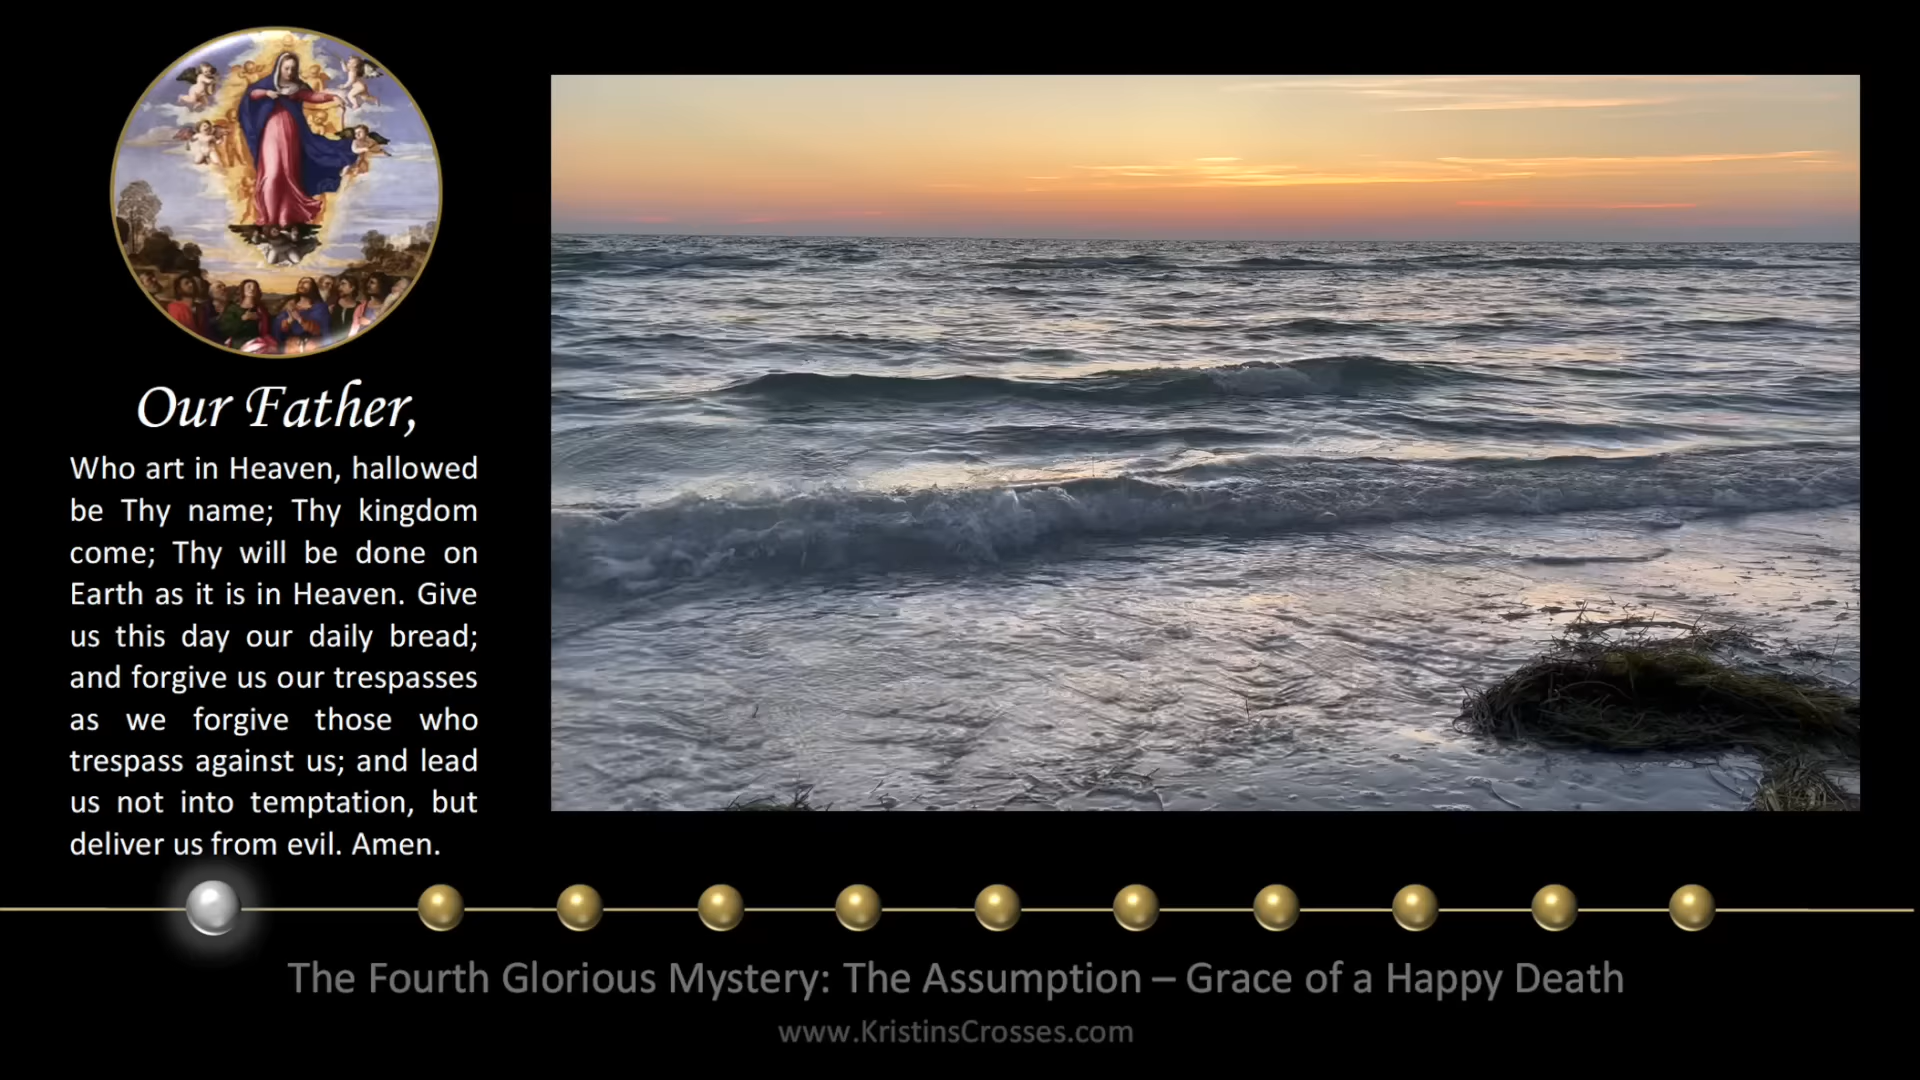 Our Father,
Who art in Heaven, hallowed
be Thy name; Thy kingdom
come; Thy will be done on
Earth as it is in Heaven. Give
us this day our daily bread;
and forgive us our trespasses
as we forgive those who
trespass against us; and lead
us not into temptation, but
deliver us from evil. Amen.
The Fourth Glorious Mystery: The Assumption – Grace of a Happy Death
www.KristinsCrosses.com